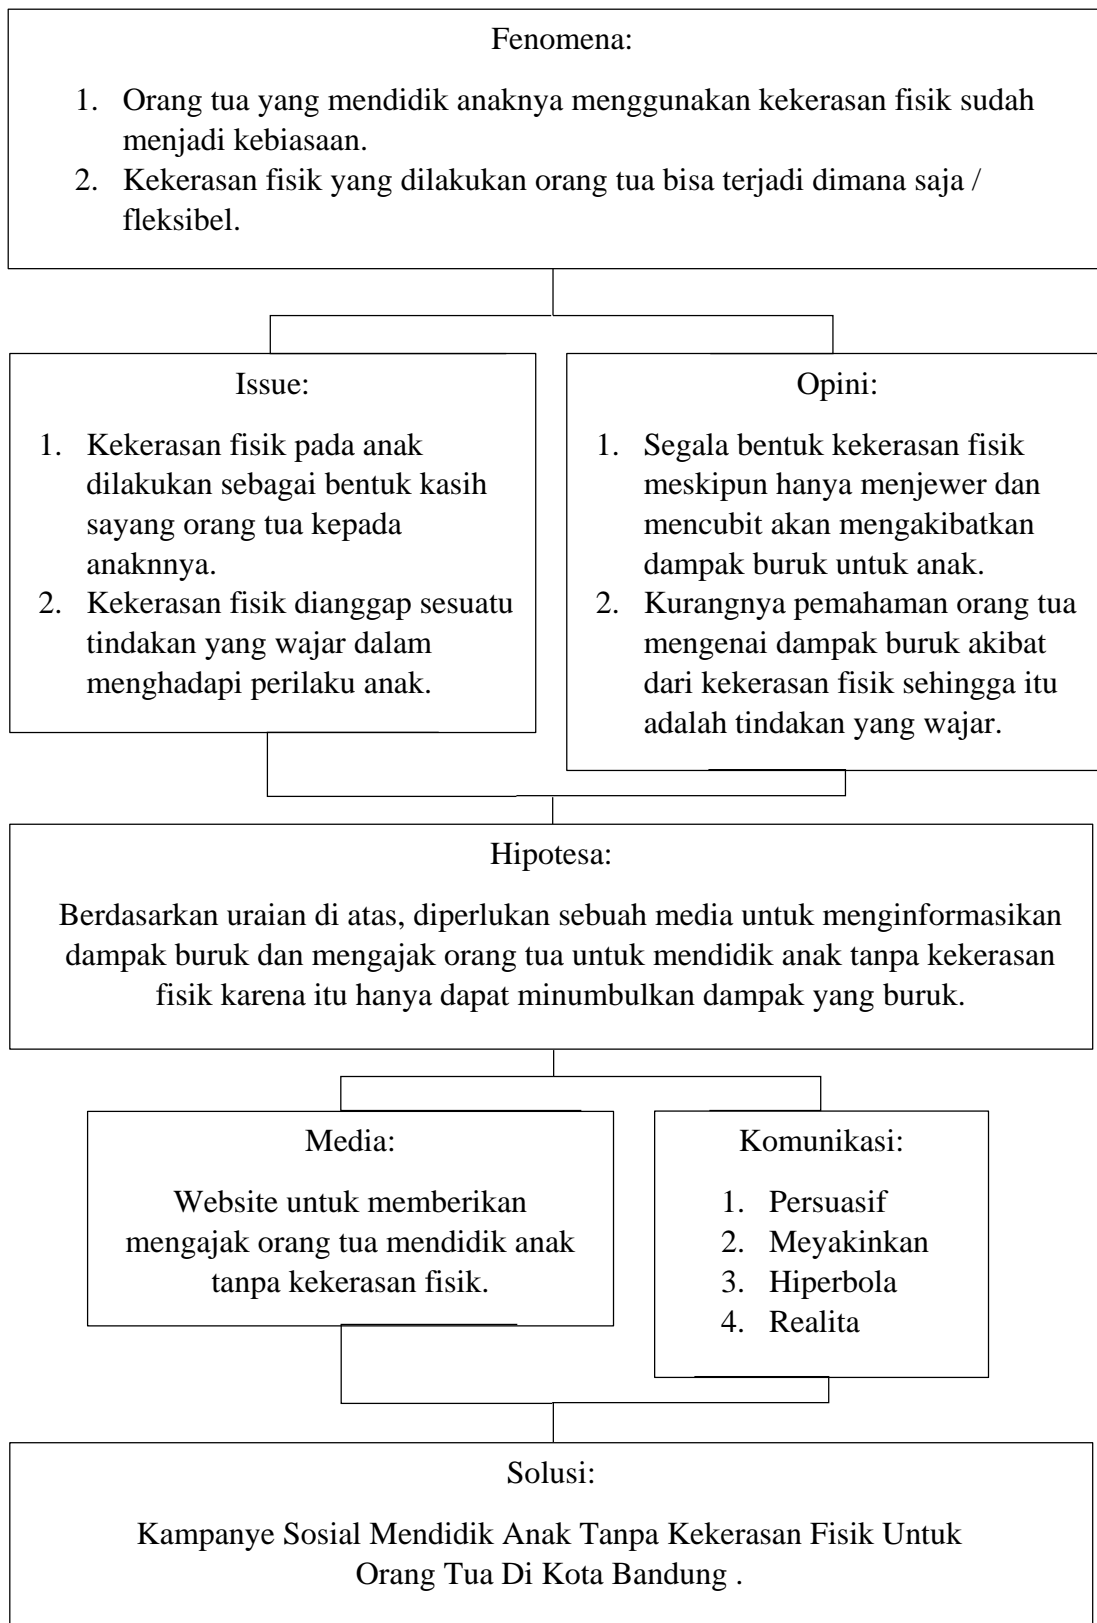 Fenomena:
1. Orang tua yang mendidik anaknya menggunakan kekerasan fisik sudah
menjadi kebiasaan.
2. Kekerasan fisik yang dilakukan orang tua bisa terjadi dimana saja /
fleksibel.
Issue:
1. Kekerasan fisik pada anak
dilakukan sebagai bentuk kasih
sayang orang tua kepada
anaknnya.
2. Kekerasan fisik dianggap sesuatu
tindakan yang wajar dalam
menghadapi perilaku anak.
Opini:
1. Segala bentuk kekerasan fisik
meskipun hanya menjewer dan
mencubit akan mengakibatkan
dampak buruk untuk anak.
2. Kurangnya pemahaman orang tua
mengenai dampak buruk akibat
dari kekerasan fisik sehingga itu
adalah tindakan yang wajar.
Hipotesa:
Berdasarkan uraian di atas, diperlukan sebuah media untuk menginformasikan
dampak buruk dan mengajak orang tua untuk mendidik anak tanpa kekerasan
fisik karena itu hanya dapat minumbulkan dampak yang buruk.
Media:
Website untuk memberikan
mengajak orang tua mendidik anak
tanpa kekerasan fisik.
Komunikasi:
1. Persuasif
2. Meyakinkan
3. Hiperbola
4. Realita
Solusi:
Kampanye Sosial Mendidik Anak Tanpa Kekerasan Fisik Untuk
Orang Tua Di Kota Bandung .